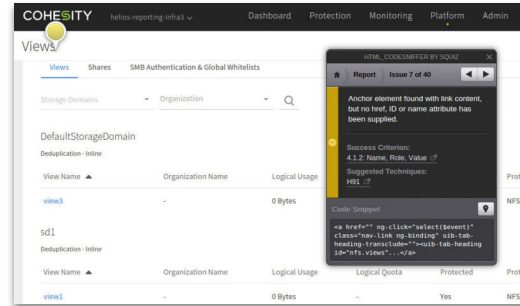 COHESITY helios-reporting-infra3 Dashboard Protection Monitoring Platform Admin
Views
Views Shares SMB Authentication & Global Whitelists
Storage Domains Organization
DefaultStorageDomain
Deduplication - Inline
View Name Organization Name Logical Usage Prot
view3 - 0 Bytes NFS
sd1
Deduplication - Inline
View Name Organization Name Logical Usage Logical Quota Protected Prot
view1 - 0 Bytes - Yes NFS
HTML_CODESNIFFER BY SQUIZ
Report Issue 7 of 40
Anchor element found with link content,
but no href, ID or name attribute has
been supplied.
Success Criterion:
4.1.2: Name, Role, Value
Suggested Techniques:
H91
Code Snippet
<a href="" ng-click="select($event)"
class="nav-link ng-binding" uib-tab-
heading-transclude=""><uib-tab-heading
id="nfs.views"...</a>